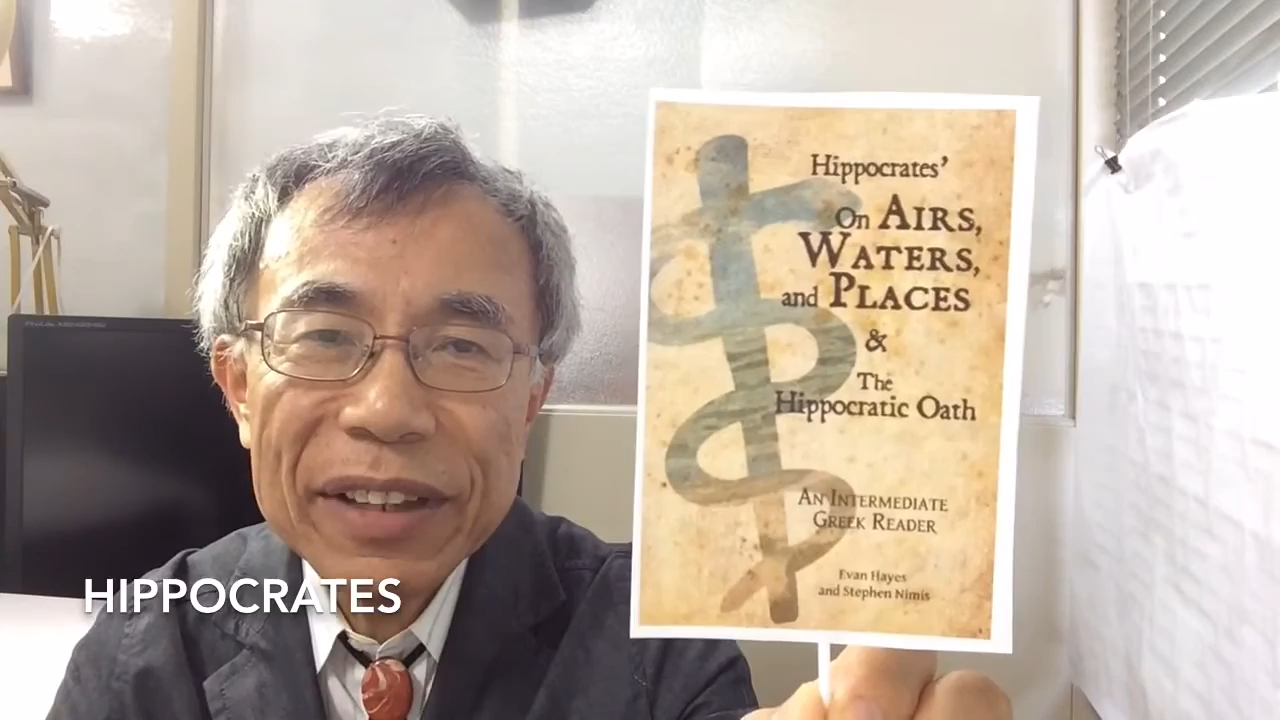 Hippocrates’
On AIRS,
WATERS,
and PLACES
&
The
Hippocratic Oath
AN INTERMEDIATE
GREEK READER
Evan Hayes
and Stephen Nimis
HIPPOCRATES